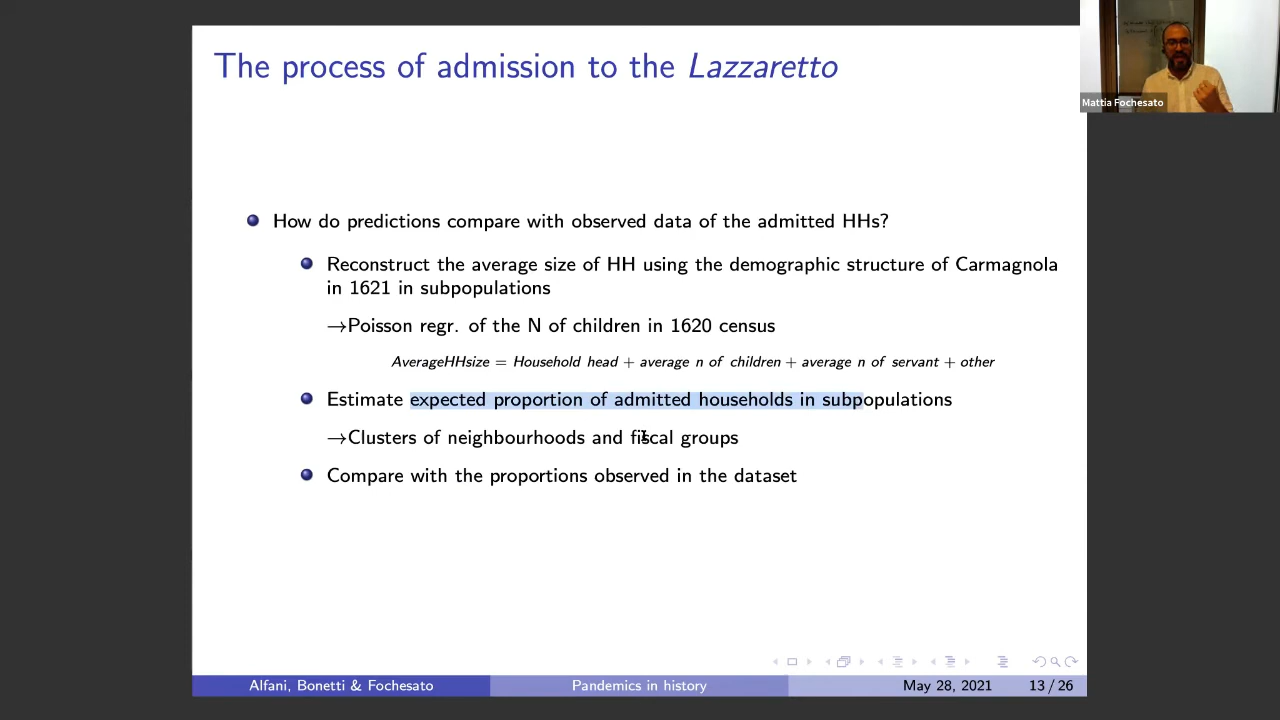 The process of admission to the Lazzaretto
Mattia Fochesato
How do predictions compare with observed data of the admitted HHs?
Reconstruct the average size of HH using the demographic structure of Carmagnola
in 1621 in subpopulations
→Poisson regr. of the N of children in 1620 census
AverageHHsize = Household head + average n of children + average n of servant + other
Estimate expected proportion of admitted households in subpopulations
→Clusters of neighbourhoods and fiscal groups
Compare with the proportions observed in the dataset
Alfani, Bonetti & Fochesato Pandemics in history May 28, 2021 13 / 26